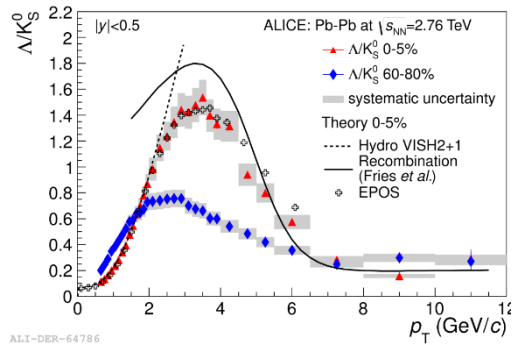 Λ/K⁰_S
|y|<0.5
ALICE: Pb-Pb at √s_NN=2.76 TeV
Λ/K⁰_S 0-5%
Λ/K⁰_S 60-80%
systematic uncertainty
Theory 0-5%
Hydro VISH2+1
Recombination
(Fries et al.)
EPOS
2.2
2
1.8
1.6
1.4
1.2
1
0.8
0.6
0.4
0.2
0
0 2 4 6 8 10 12
p_T (GeV/c)
ALI-DER-64786